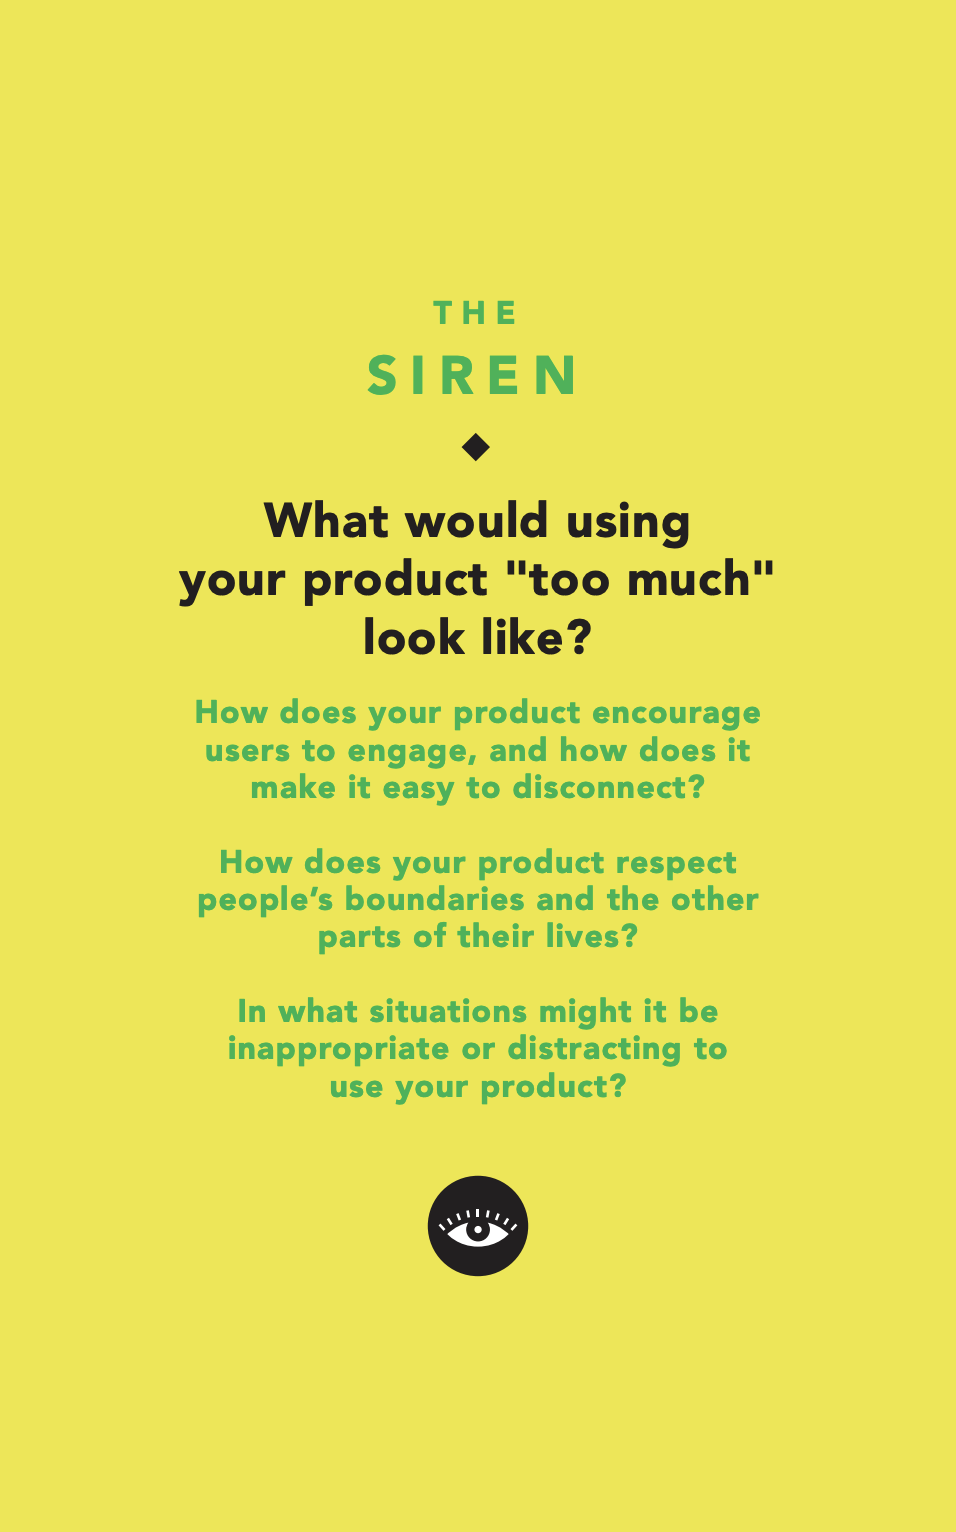 THE
SIREN
What would using
your product "too much"
look like?
How does your product encourage
users to engage, and how does it
make it easy to disconnect?
How does your product respect
people’s boundaries and the other
parts of their lives?
In what situations might it be
inappropriate or distracting to
use your product?